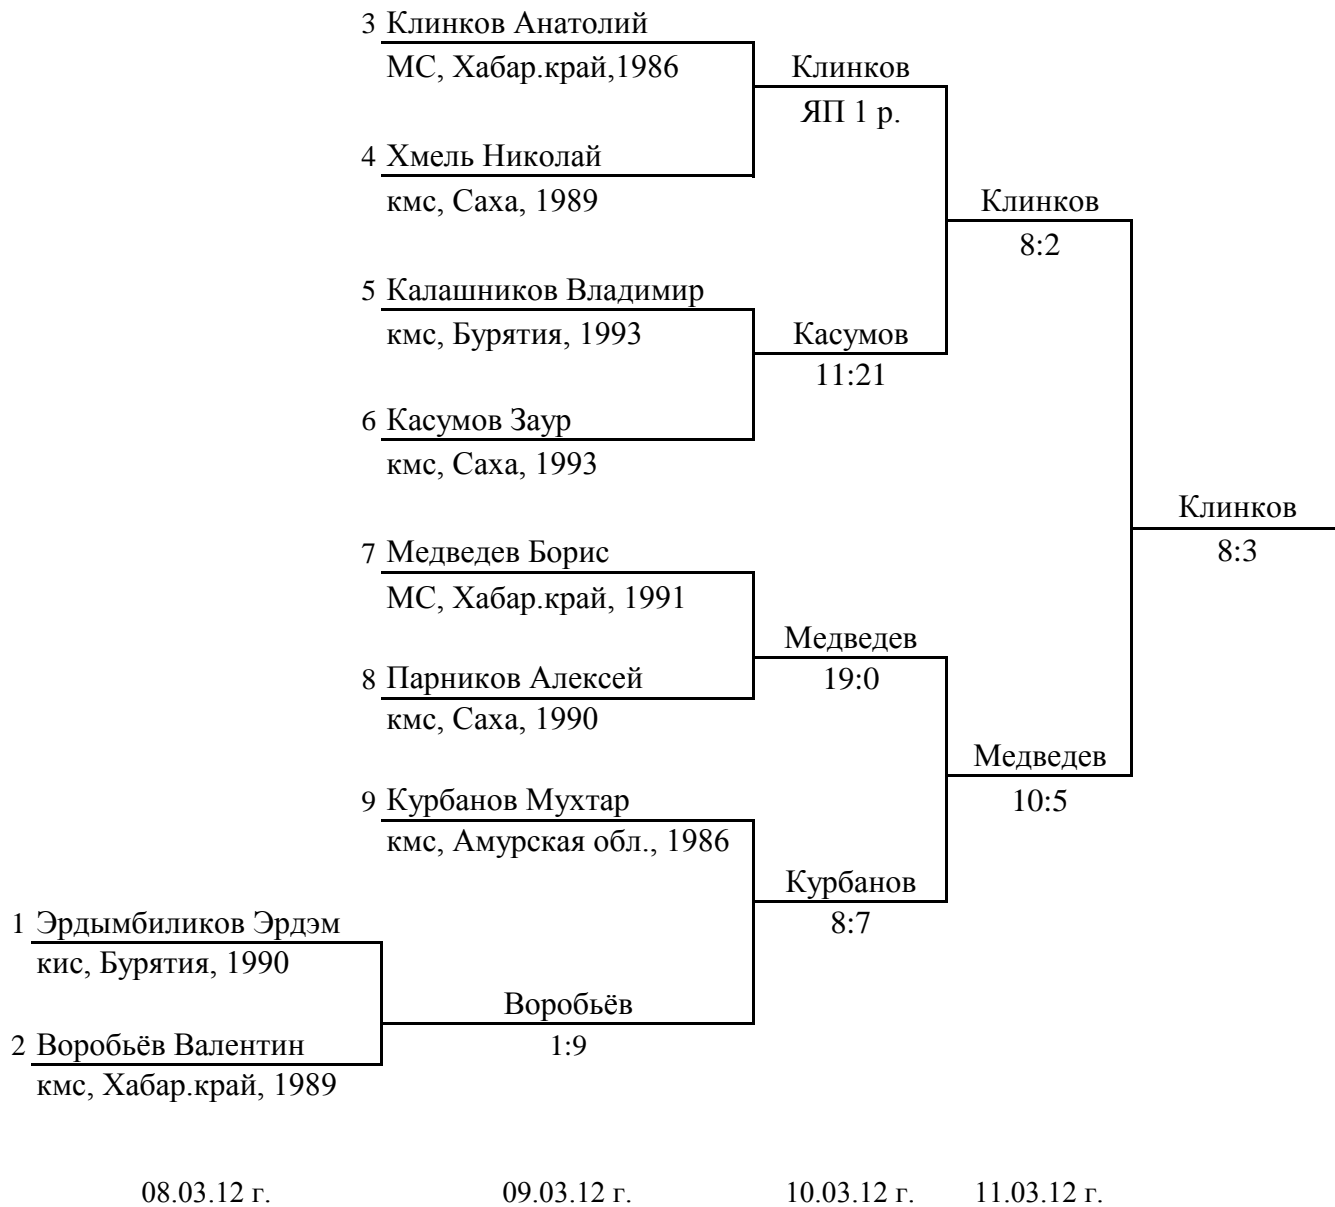 3 Клинков Анатолий
МС, Хабар.край,1986
Клинков
ЯП 1 р.
4 Хмель Николай
кмс, Саха, 1989
Клинков
8:2
5 Калашников Владимир
кмс, Бурятия, 1993
Касумов
11:21
6 Касумов Заур
кмс, Саха, 1993
Клинков
8:3
7 Медведев Борис
МС, Хабар.край, 1991
Медведев
19:0
8 Парников Алексей
кмс, Саха, 1990
Медведев
10:5
9 Курбанов Мухтар
кмс, Амурская обл., 1986
Курбанов
8:7
1 Эрдымбиликов Эрдэм
кис, Бурятия, 1990
Воробьёв
1:9
2 Воробьёв Валентин
кмс, Хабар.край, 1989
08.03.12 г. 09.03.12 г. 10.03.12 г. 11.03.12 г.